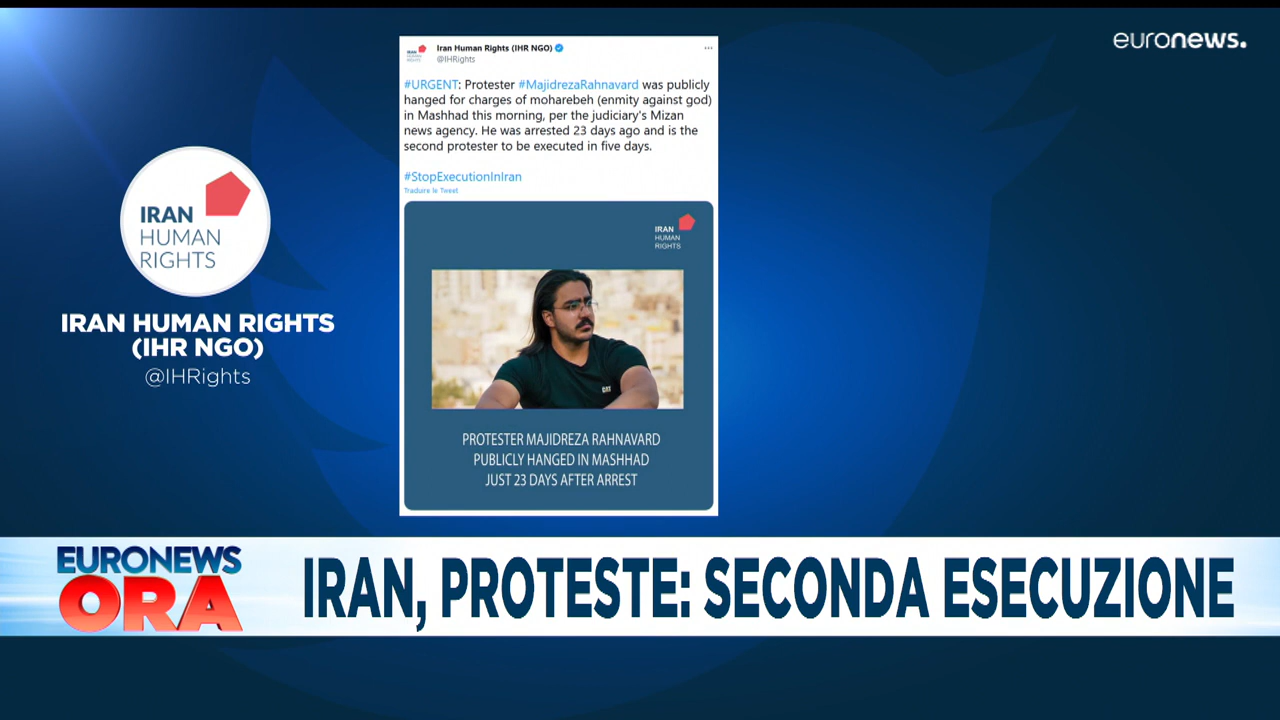 euronews.
Iran Human Rights (IHR NGO)
@IHRights
#URGENT: Protester #MajidrezaRahnavard was publicly
hanged for charges of moharebeh (enmity against god)
in Mashhad this morning, per the judiciary's Mizan
news agency. He was arrested 23 days ago and is the
second protester to be executed in five days.
#StopExecutionInIran
Traduire le Tweet
IRAN
HUMAN
RIGHTS
CAT
PROTESTER MAJIDREZA RAHNAVARD
PUBLICLY HANGED IN MASHHAD
JUST 23 DAYS AFTER ARREST
IRAN
HUMAN
RIGHTS
IRAN HUMAN RIGHTS
(IHR NGO)
@IHRights
EURONEWS
ORA
IRAN, PROTESTE: SECONDA ESECUZIONE